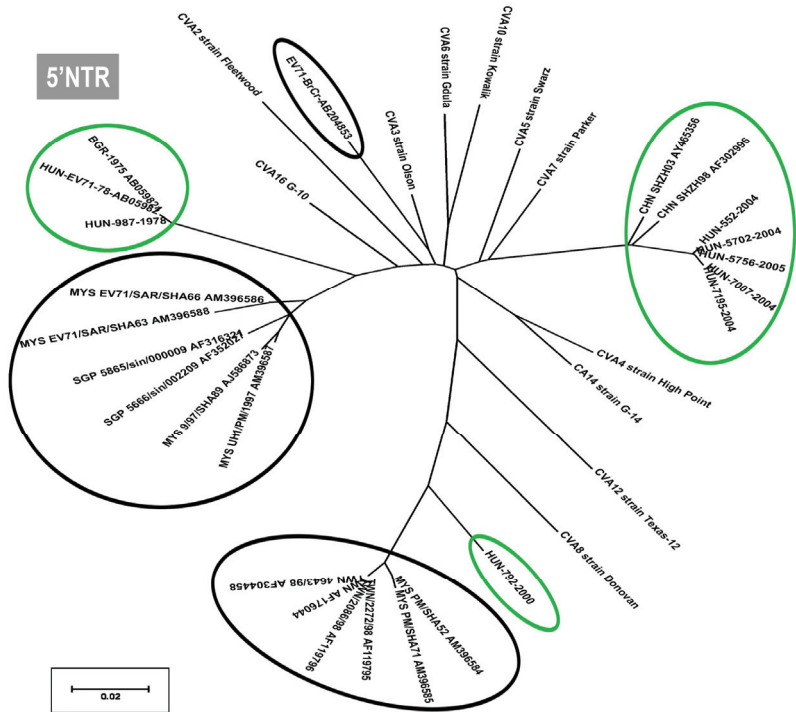 5'NTR
CVA2 strain Fleetwood
EV71-BrCr-AB204853
CVA3 strain Olson
CVA6 strain Gdula
CVA10 strain Kowalik
CVA5 strain Swarz
CVA7 strain Parker
CVA16 G-10
BGR-1975 AB059824
HUN-EV71-78-AB05982
HUN-987-1978
CHN SHZH03 AY465356
CHN SHZH98 AF302996
HUN-552-2004
HUN-5702-2004
HUN-5756-2005
HUN-7007-2004
HUN-7195-2004
MYS EV71/SAR/SHA66 AM396586
MYS EV71/SAR/SHA63 AM396588
SGP 5865/sin/000009 AF316321
SGP 5666/sin/002209 AF352027
MYS 9/97/SHA89 AJ586873
MYS UH1/PM/1997 AM396587
CVA4 strain High Point
CA14 strain G-14
CVA12 strain Texas-12
CVA8 strain Donovan
HUN-792-2000
TWN 4643/98 AF304458
TWN AF176044
TWN/2086/98 AF119796
TWN/2272/98 AF119795
MYS PM/SHA71 AM396585
MYS PM/SHA52 AM396584
0.02